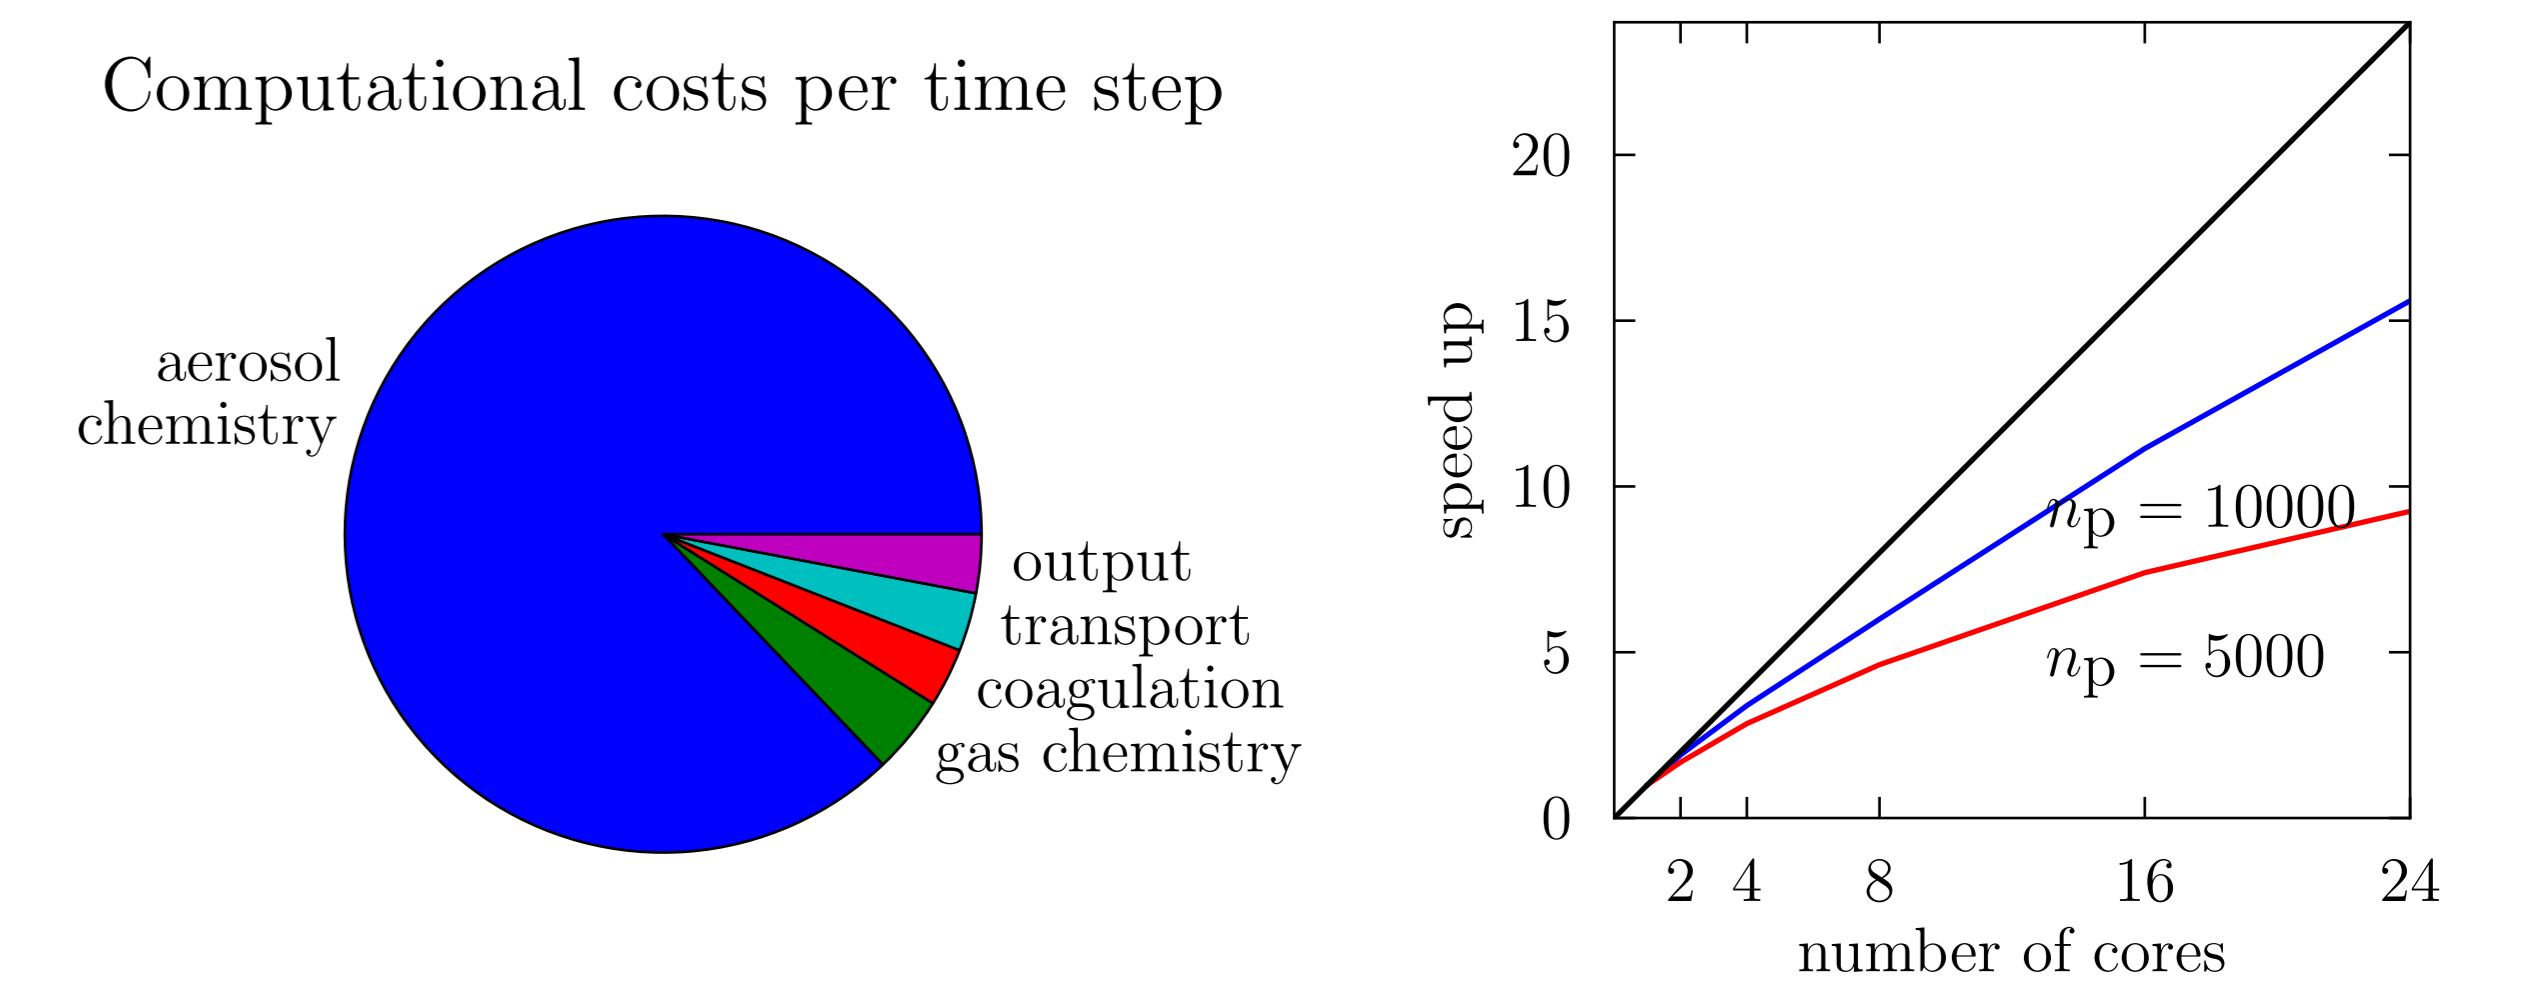 Computational costs per time step
aerosol
chemistry
output
transport
coagulation
gas chemistry
speed up
20
15
10
5
0
n_p = 10000
n_p = 5000
2 4 8 16 24
number of cores